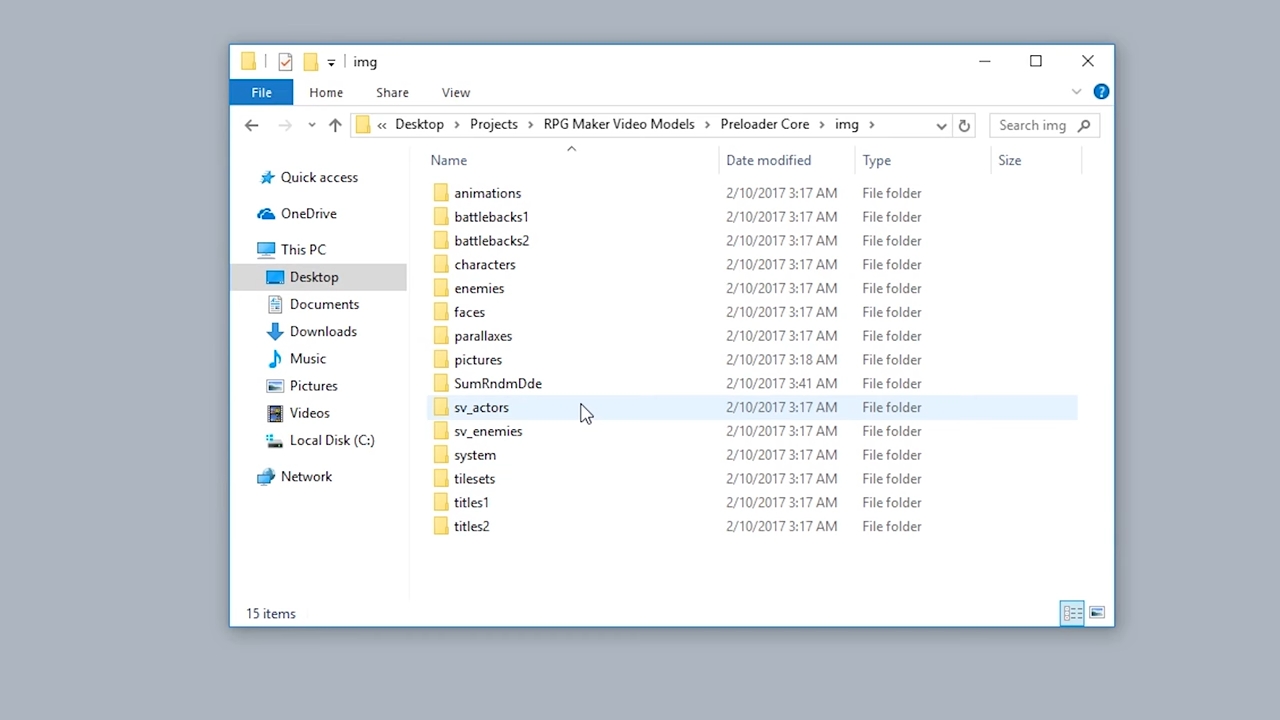 img
File Home Share View
« Desktop > Projects > RPG Maker Video Models > Preloader Core > img > Search img
Name Date modified Type Size
Quick access
OneDrive
This PC
Desktop
Documents
Downloads
Music
Pictures
Videos
Local Disk (C:)
Network
animations 2/10/2017 3:17 AM File folder
battlebacks1 2/10/2017 3:17 AM File folder
battlebacks2 2/10/2017 3:17 AM File folder
characters 2/10/2017 3:17 AM File folder
enemies 2/10/2017 3:17 AM File folder
faces 2/10/2017 3:17 AM File folder
parallaxes 2/10/2017 3:17 AM File folder
pictures 2/10/2017 3:18 AM File folder
SumRndmDde 2/10/2017 3:41 AM File folder
sv_actors 2/10/2017 3:17 AM File folder
sv_enemies 2/10/2017 3:17 AM File folder
system 2/10/2017 3:17 AM File folder
tilesets 2/10/2017 3:17 AM File folder
titles1 2/10/2017 3:17 AM File folder
titles2 2/10/2017 3:17 AM File folder
15 items